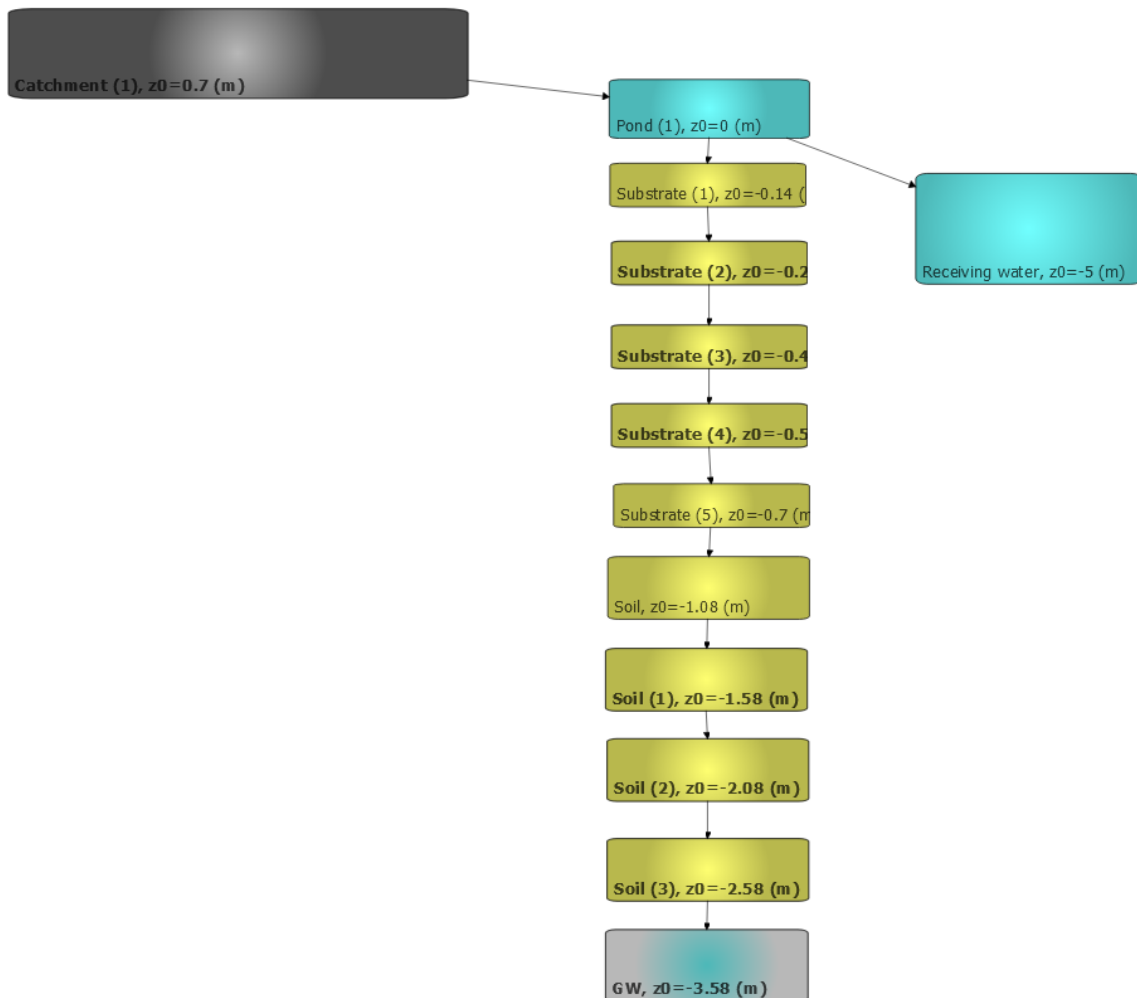 Catchment (1), z0=0.7 (m)
Pond (1), z0=0 (m)
Substrate (1), z0=-0.14 (
Receiving water, z0=-5 (m)
Substrate (2), z0=-0.2
Substrate (3), z0=-0.4
Substrate (4), z0=-0.5
Substrate (5), z0=-0.7 (m
Soil, z0=-1.08 (m)
Soil (1), z0=-1.58 (m)
Soil (2), z0=-2.08 (m)
Soil (3), z0=-2.58 (m)
GW, z0=-3.58 (m)